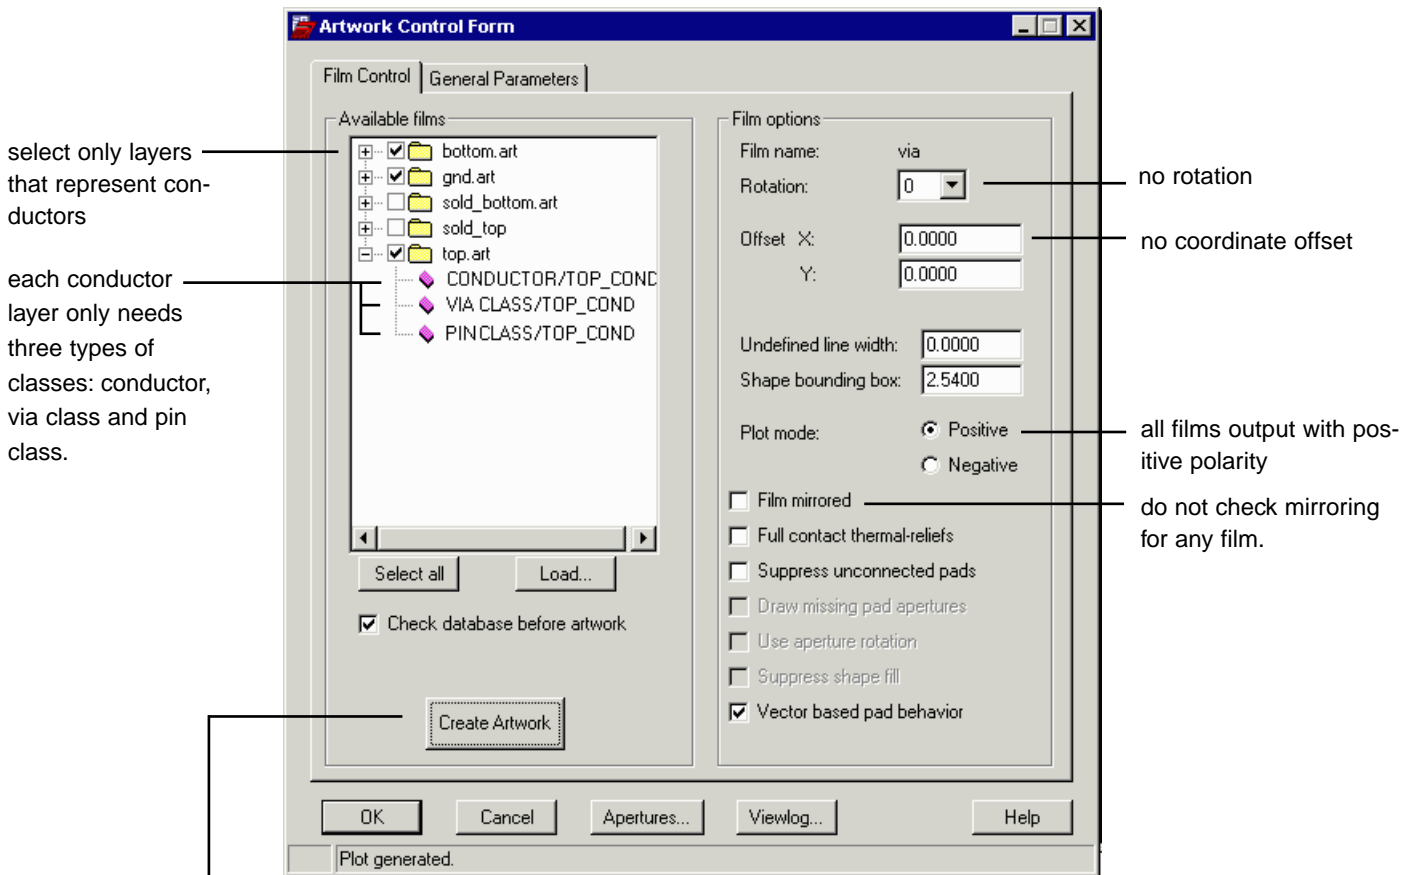 Artwork Control Form
Film Control
General Parameters
select only layers
that represent con-
ductors
each conductor
layer only needs
three types of
classes: conductor,
via class and pin
class.
Available films
bottom.art
gnd.art
sold_bottom.art
sold_top
top.art
CONDUCTOR/TOP_COND
VIA CLASS/TOP_COND
PIN CLASS/TOP_COND
Select all
Load...
Check database before artwork
Create Artwork
Film options
Film name: via
Rotation: 0
Offset X: 0.0000
Y: 0.0000
Undefined line width: 0.0000
Shape bounding box: 2.5400
Plot mode: Positive
Negative
Film mirrored
Full contact thermal-reliefs
Suppress unconnected pads
Draw missing pad apertures
Use aperture rotation
Suppress shape fill
Vector based pad behavior
no rotation
no coordinate offset
all films output with pos-
itive polarity
do not check mirroring
for any film.
OK
Cancel
Apertures...
Viewlog...
Help
Plot generated.